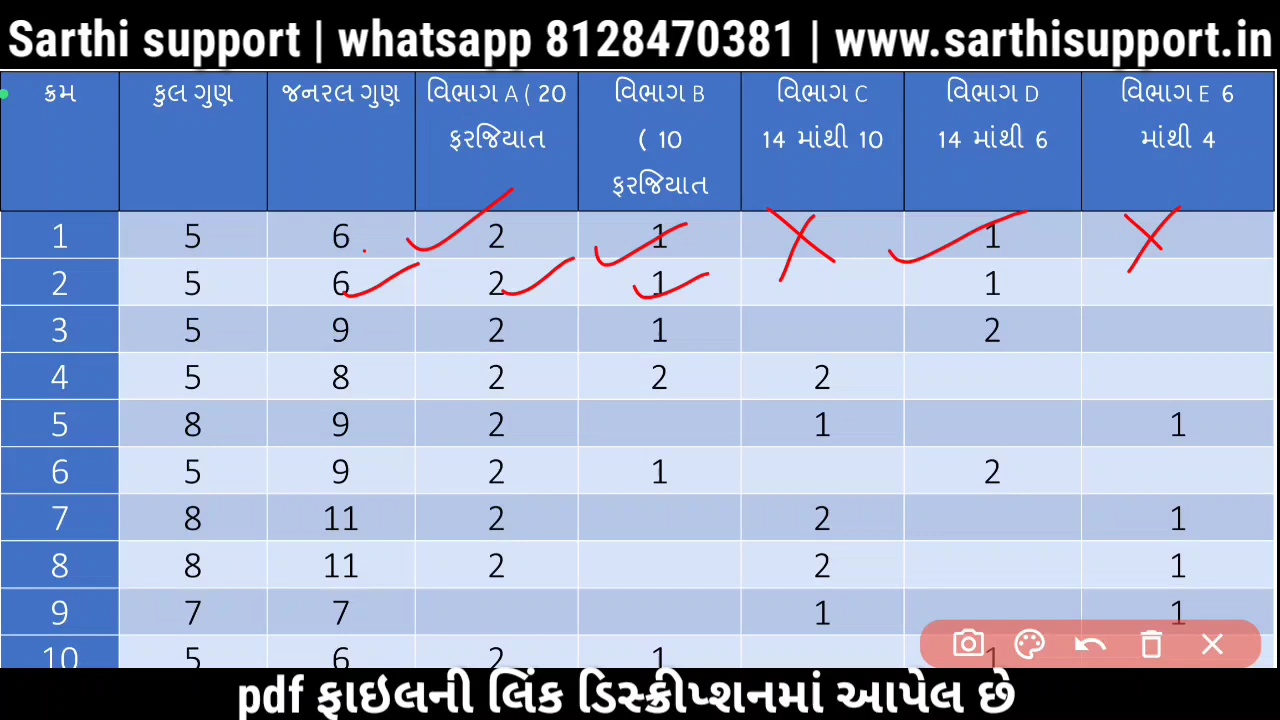 Sarthi support | whatsapp 8128470381 | www.sarthisupport.in
ક્રમ કુલ ગુણ જનરલ ગુણ વિભાગ A ( 20 ફરજિયાત વિભાગ B ( 10 ફરજિયાત વિભાગ C 14 માંથી 10 વિભાગ D 14 માંથી 6 વિભાગ E 6 માંથી 4
1 5 6 2 1 1
2 5 6 2 1 1
3 5 9 2 1 2
4 5 8 2 2 2
5 8 9 2 1 1
6 5 9 2 1 2
7 8 11 2 2 1
8 8 11 2 2 1
9 7 7 1 1
10 5 6 2 1 1
pdf ફાઇલની લિંક ડિસ્ક્રીપ્શનમાં આપેલ છે